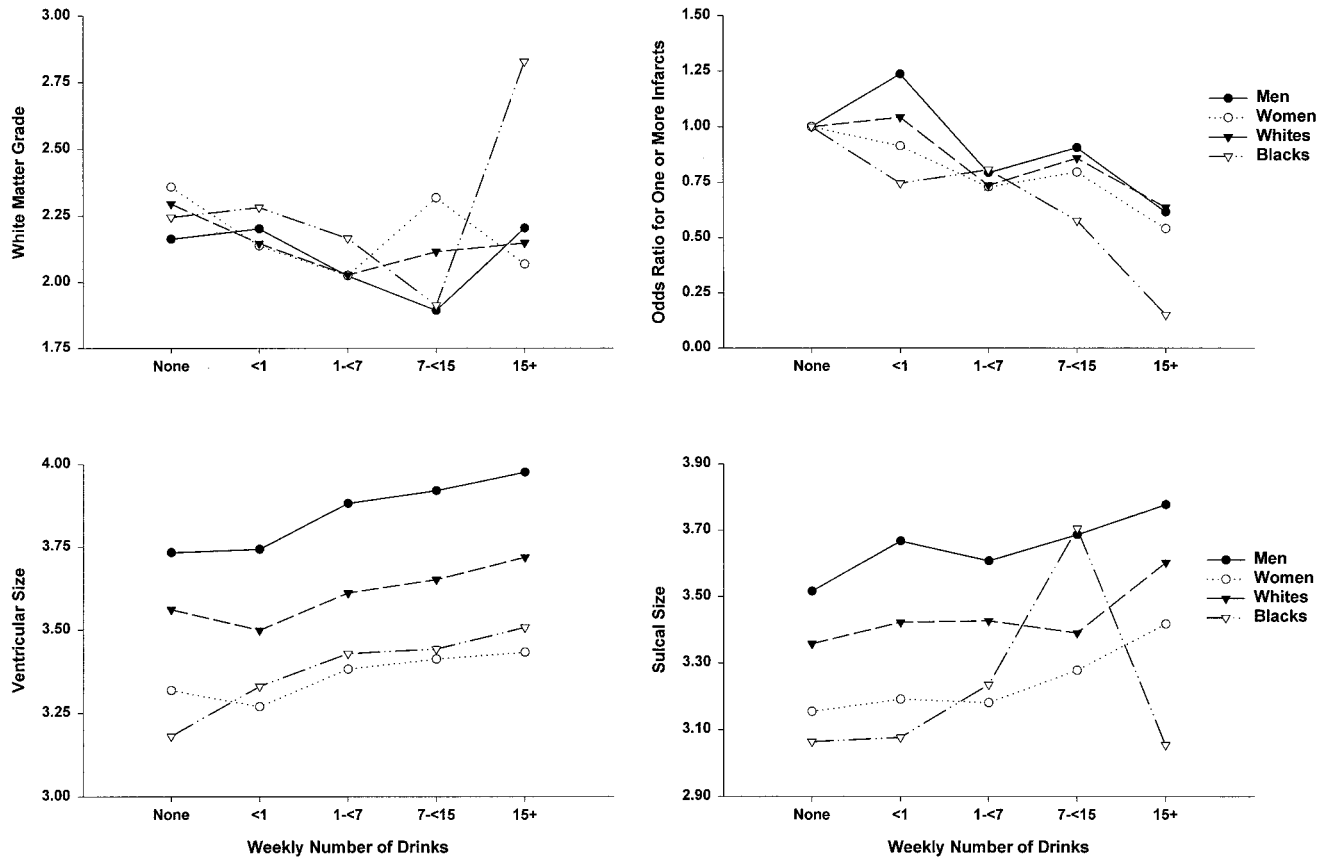 White Matter Grade
3.00
2.75
2.50
2.25
2.00
1.75
None <1 1-<7 7-<15 15+
Odds Ratio for One or More Infarcts
1.50
1.25
1.00
0.75
0.50
0.25
0.00
None <1 1-<7 7-<15 15+
Men
Women
Whites
Blacks
Ventricular Size
4.00
3.75
3.50
3.25
3.00
None <1 1-<7 7-<15 15+
Weekly Number of Drinks
Sulcal Size
3.90
3.70
3.50
3.30
3.10
2.90
None <1 1-<7 7-<15 15+
Weekly Number of Drinks
Men
Women
Whites
Blacks